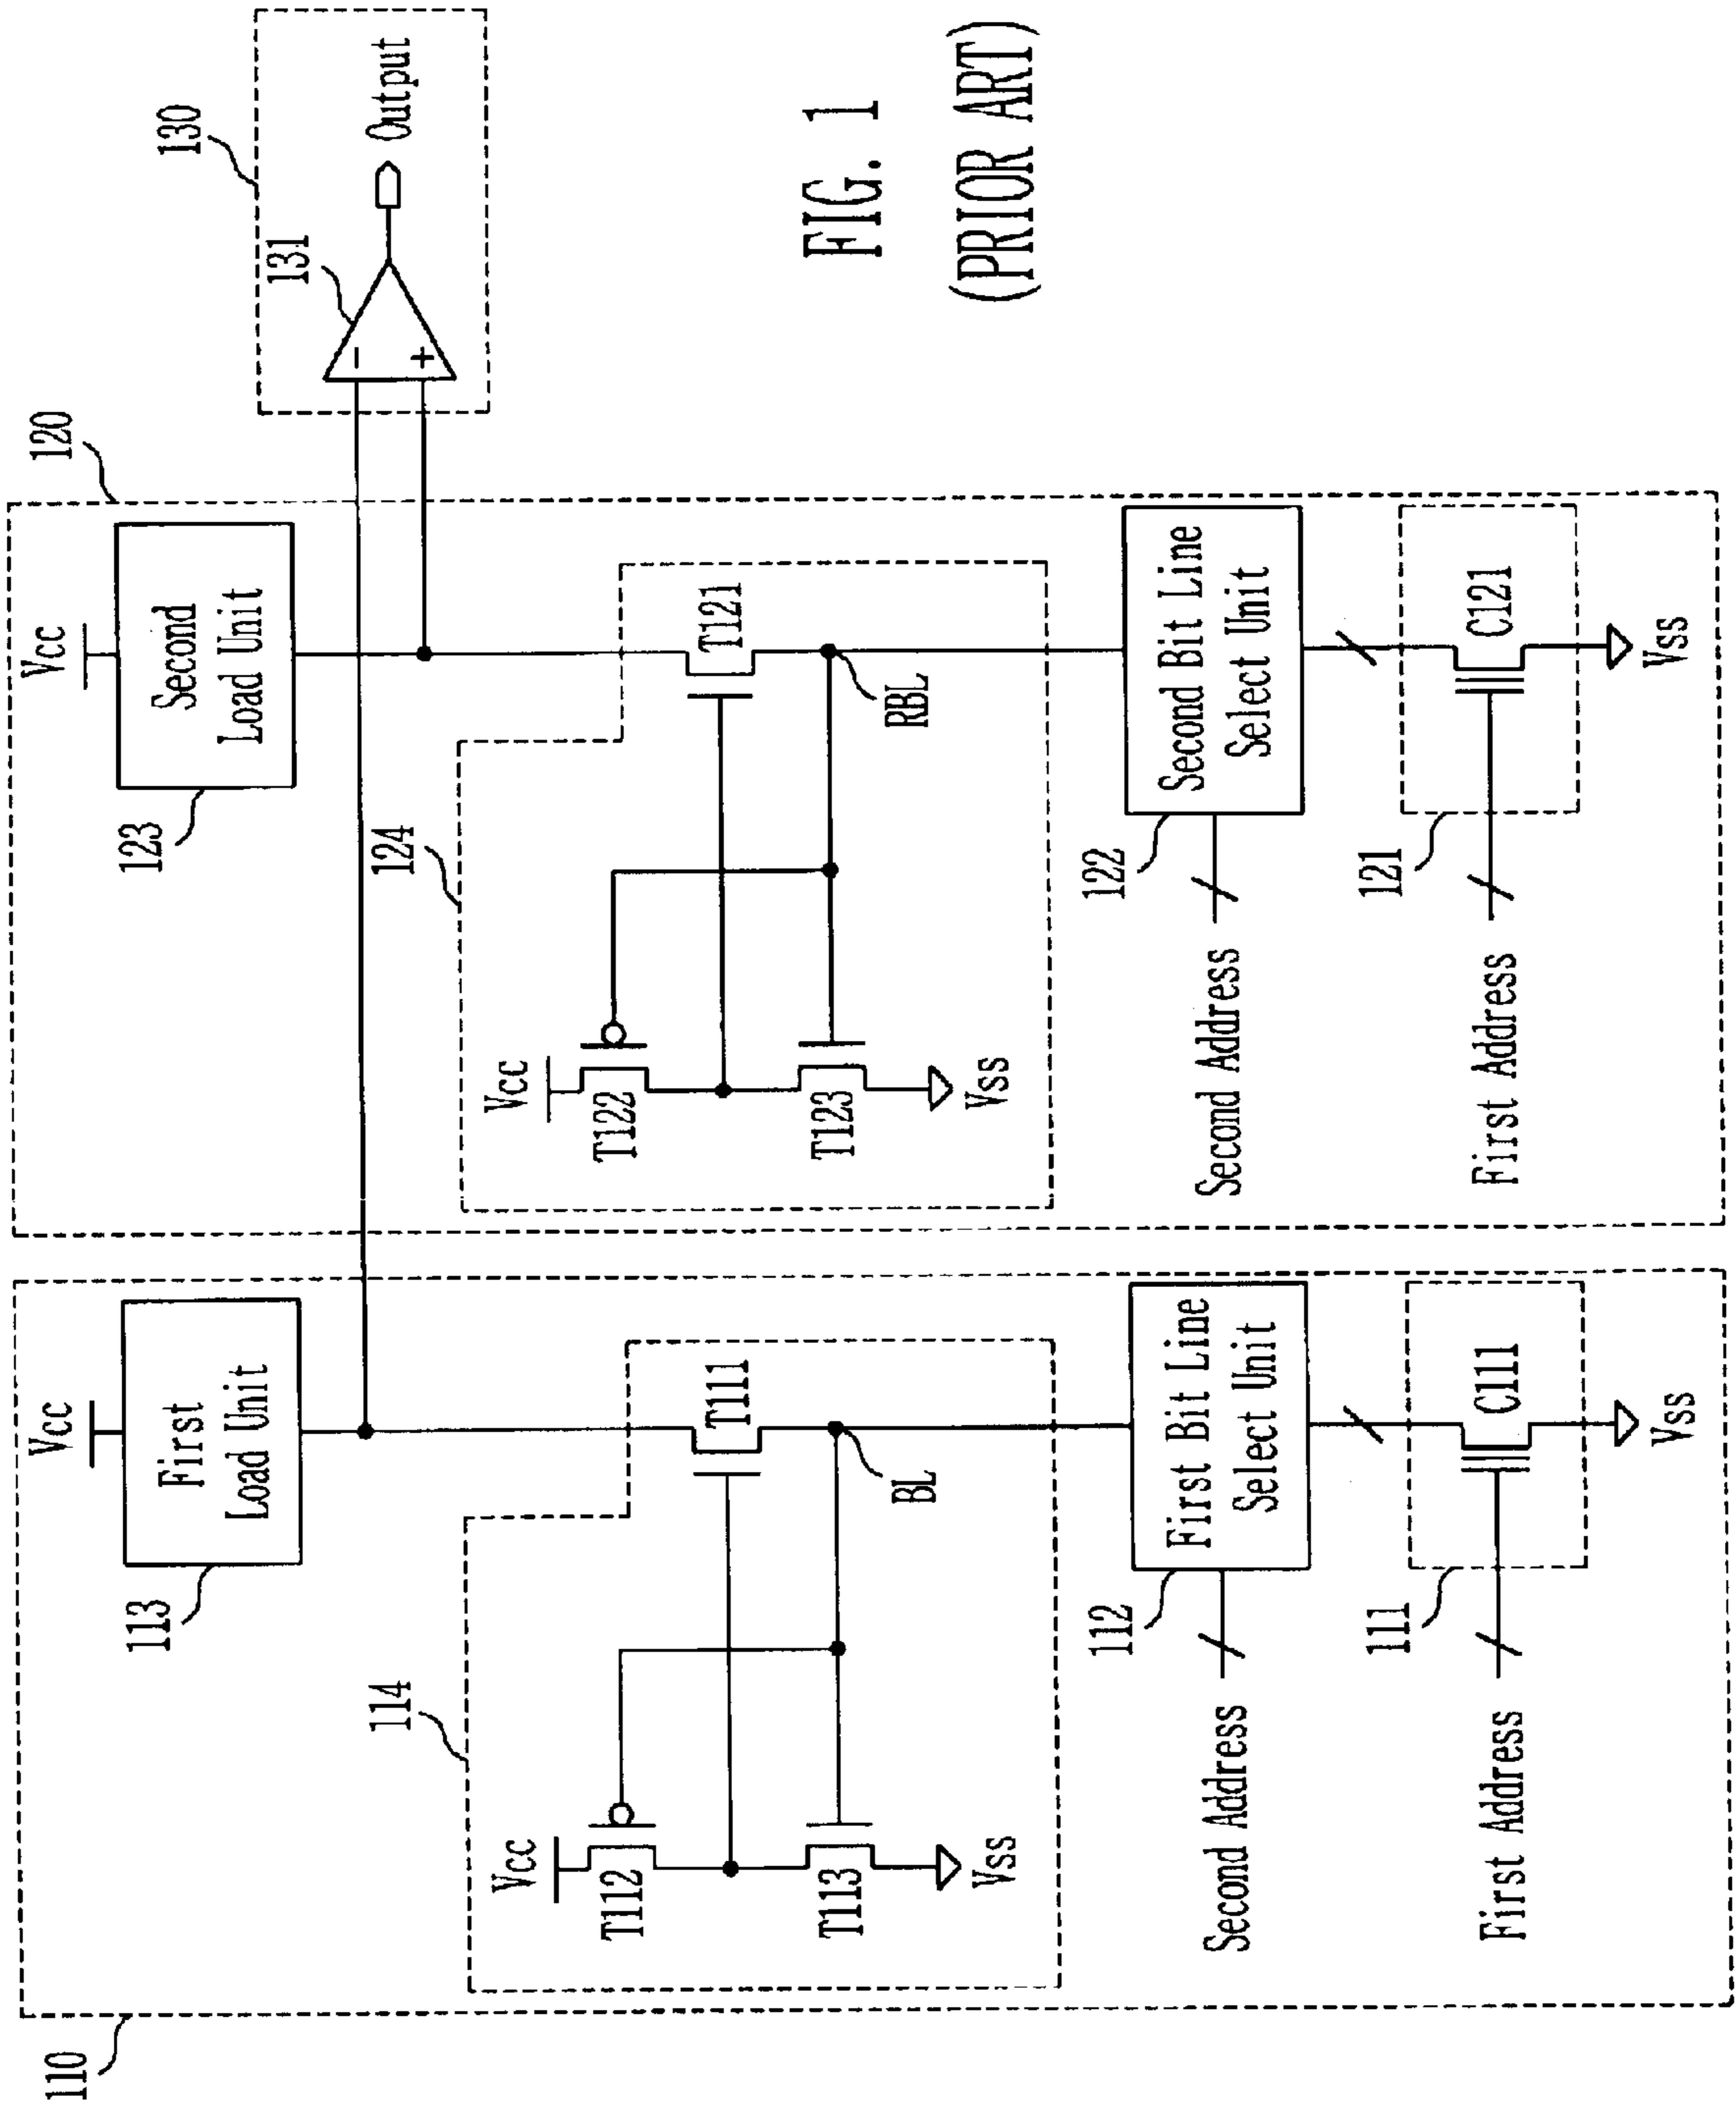 110
Vcc
First
Load Unit
113
114
Vcc
T112
T113
Vss
T111
BL
112
First Bit Line
Select Unit
Second Address
111
C111
First Address
Vss
120
Vcc
Second
Load Unit
123
124
Vcc
T122
T123
Vss
T121
RBL
122
Second Bit Line
Select Unit
Second Address
121
C121
First Address
Vss
130
131
−
+
Output
FIG. 1
(PRIOR ART)